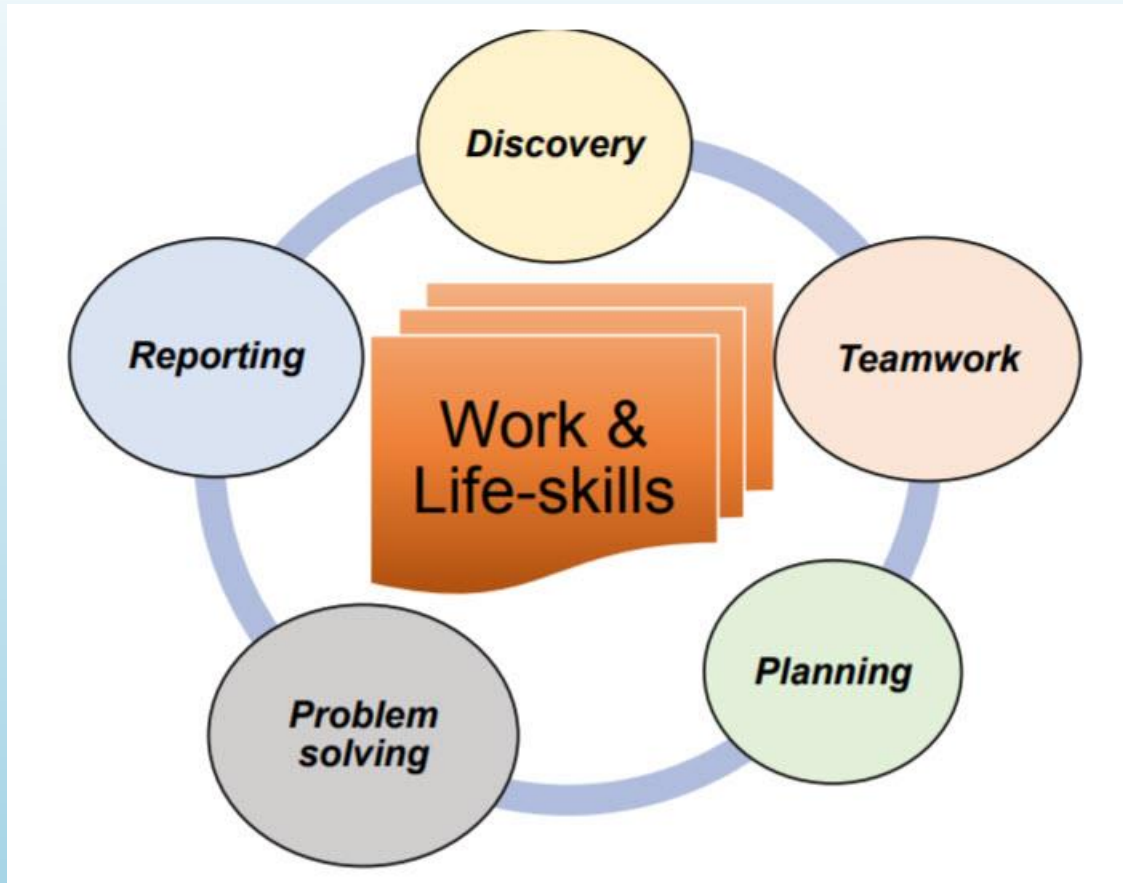 Discovery
Reporting
Teamwork
Work &
Life-skills
Planning
Problem
solving